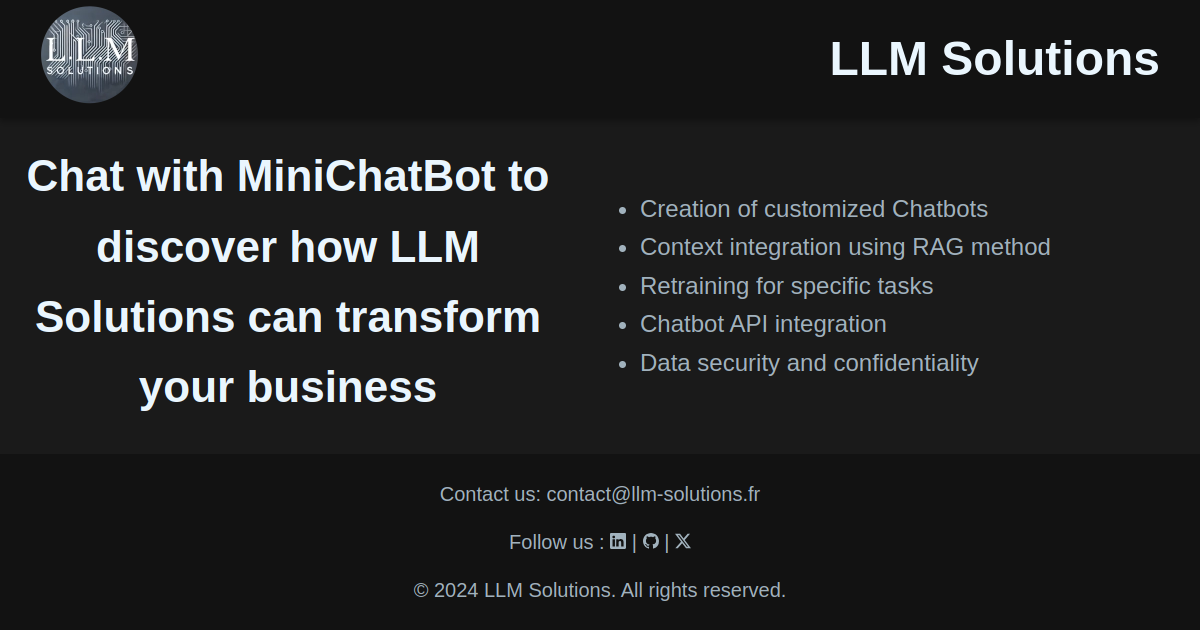 L.L.M
SOLUTIONS
LLM Solutions
Chat with MiniChatBot to
discover how LLM
Solutions can transform
your business
• Creation of customized Chatbots
• Context integration using RAG method
• Retraining for specific tasks
• Chatbot API integration
• Data security and confidentiality
Contact us: contact@llm-solutions.fr
Follow us : in | | X
© 2024 LLM Solutions. All rights reserved.